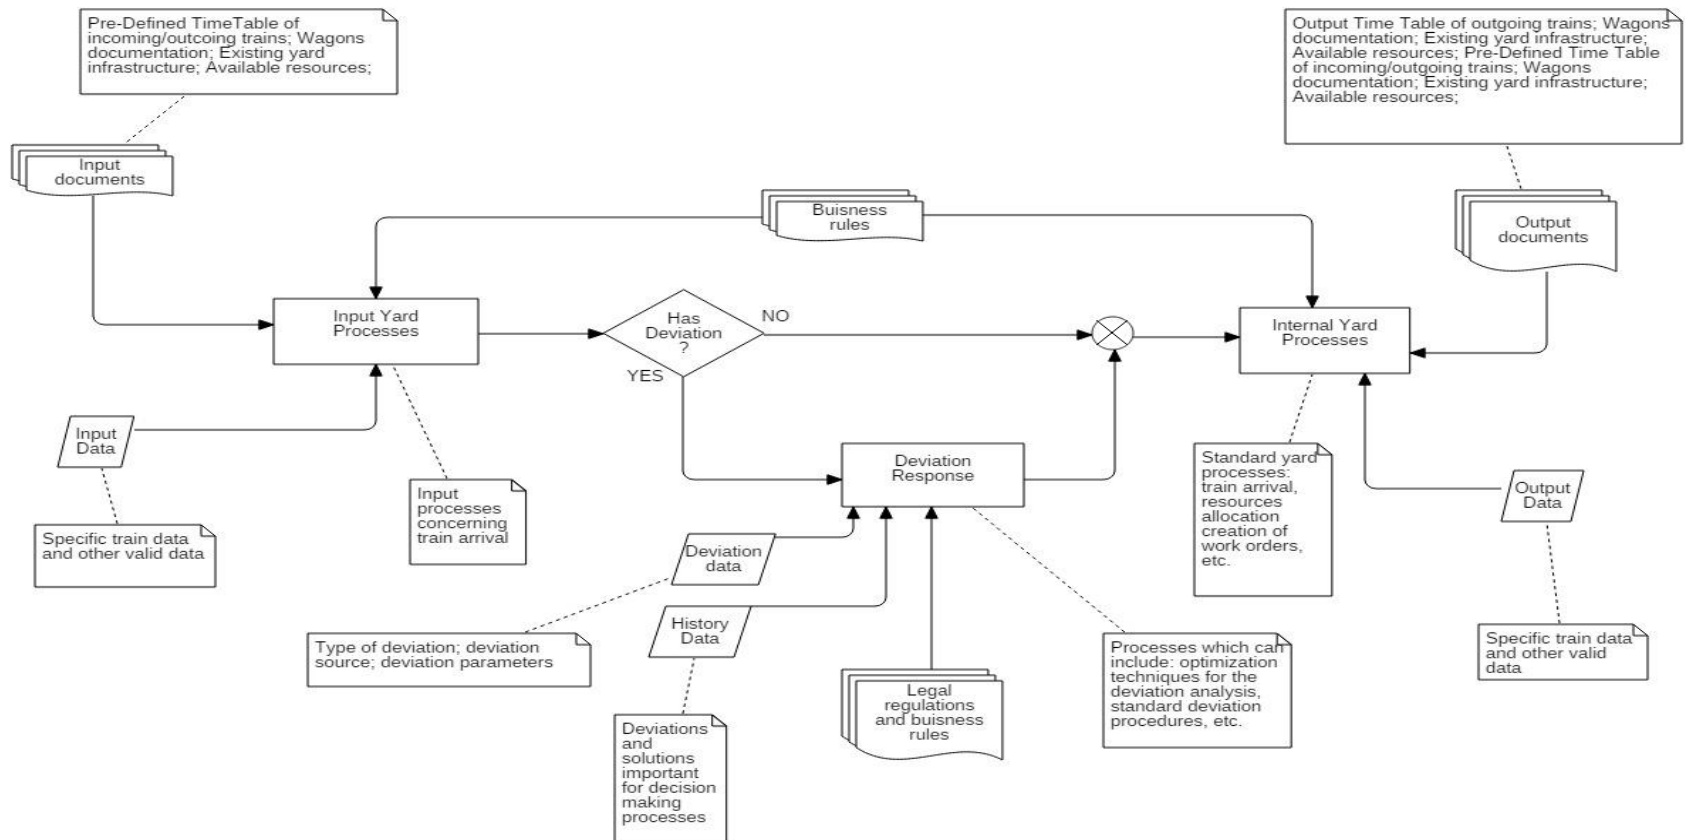 Pre-Defined TimeTable of
incoming/outcoing trains; Wagons
documentation; Existing yard
infrastructure; Available resources;
Output Time Table of outgoing trains; Wagons
documentation; Existing yard infrastructure;
Available resources; Pre-Defined Time Table
of incoming/outgoing trains; Wagons
documentation; Existing yard infrastructure;
Available resources;
Input
documents
Buisness
rules
Output
documents
Input Yard
Processes
Has
Deviation
?
NO
YES
Internal Yard
Processes
Input
Data
Deviation
Response
Standard yard
processes:
train arrival,
resources
allocation
creation of
work orders,
etc.
Output
Data
Input
processes
concerning
train arrival
Specific train data
and other valid data
Deviation
data
History
Data
Type of deviation; deviation
source; deviation parameters
Processes which can
include: optimization
techniques for the
deviation analysis,
standard deviation
procedures, etc.
Specific train data
and other valid
data
Legal
regulations
and buisness
rules
Deviations
and
solutions
important
for decision
making
processes